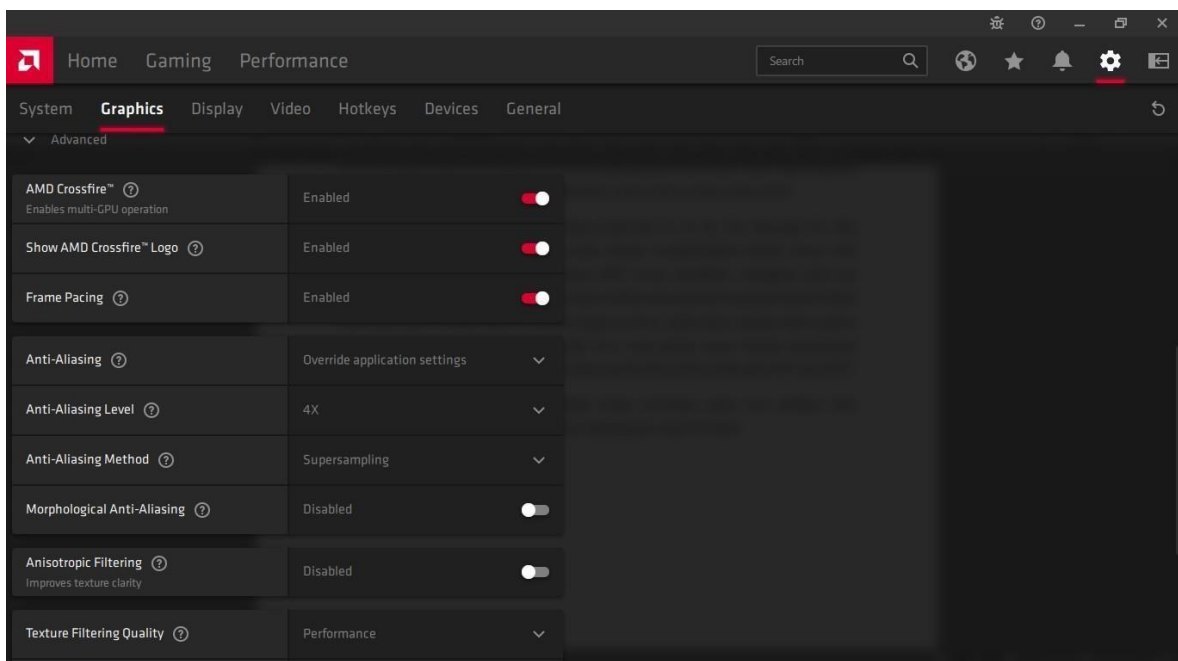 Home Gaming Performance Search
System Graphics Display Video Hotkeys Devices General
Advanced
AMD Crossfire™ Enabled
Enables multi-GPU operation
Show AMD Crossfire™ Logo Enabled
Frame Pacing Enabled
Anti-Aliasing Override application settings
Anti-Aliasing Level 4X
Anti-Aliasing Method Supersampling
Morphological Anti-Aliasing Disabled
Anisotropic Filtering Disabled
Improves texture clarity
Texture Filtering Quality Performance